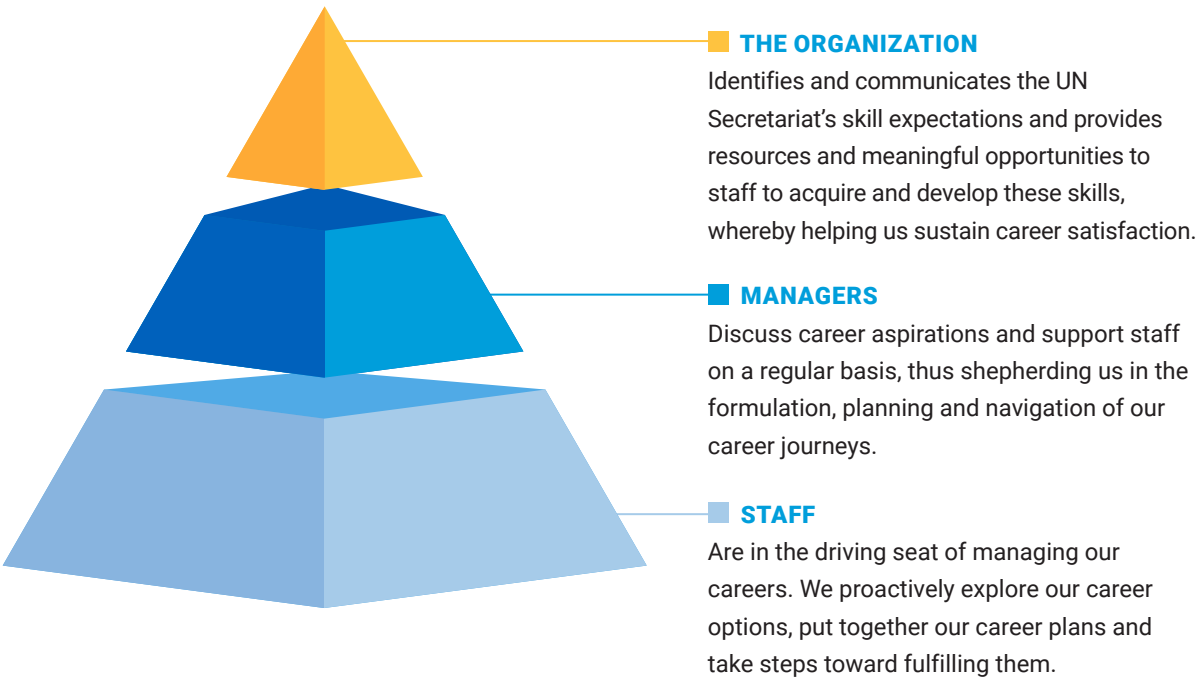 THE ORGANIZATION
Identifies and communicates the UN
Secretariat’s skill expectations and provides
resources and meaningful opportunities to
staff to acquire and develop these skills,
whereby helping us sustain career satisfaction.
MANAGERS
Discuss career aspirations and support staff
on a regular basis, thus shepherding us in the
formulation, planning and navigation of our
career journeys.
STAFF
Are in the driving seat of managing our
careers. We proactively explore our career
options, put together our career plans and
take steps toward fulfilling them.